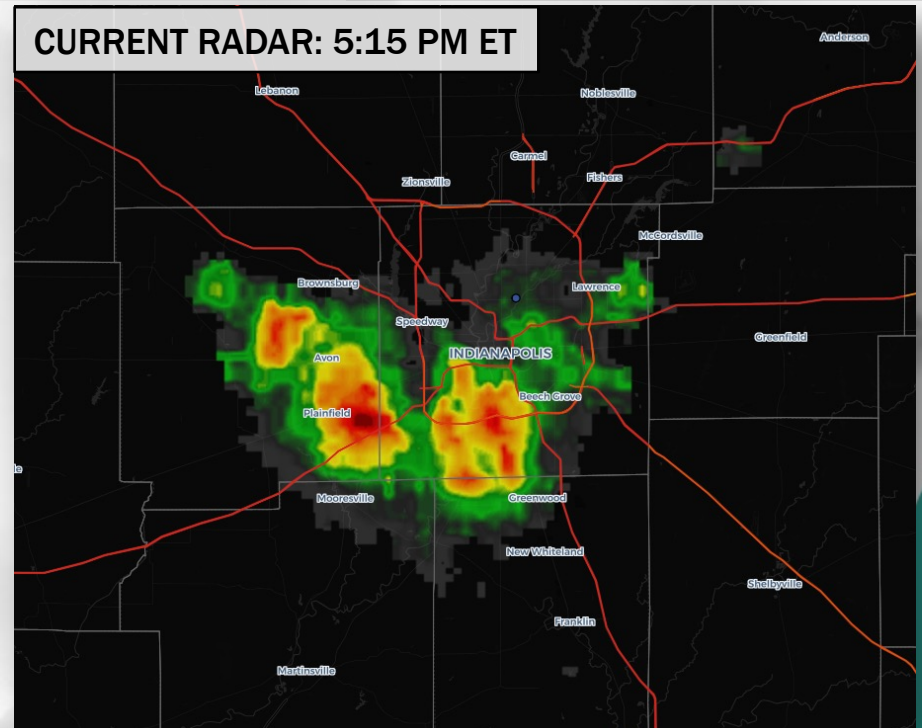 CURRENT RADAR: 5:15 PM ET
Anderson
Lebanon
Noblesville
Carmel
Fishers
Zionsville
McCordsville
Brownsburg
Lawrence
Speedway
Greenfield
INDIANAPOLIS
Avon
Beech Grove
Plainfield
Mooresville
Greenwood
New Whiteland
Shelbyville
Franklin
Martinsville